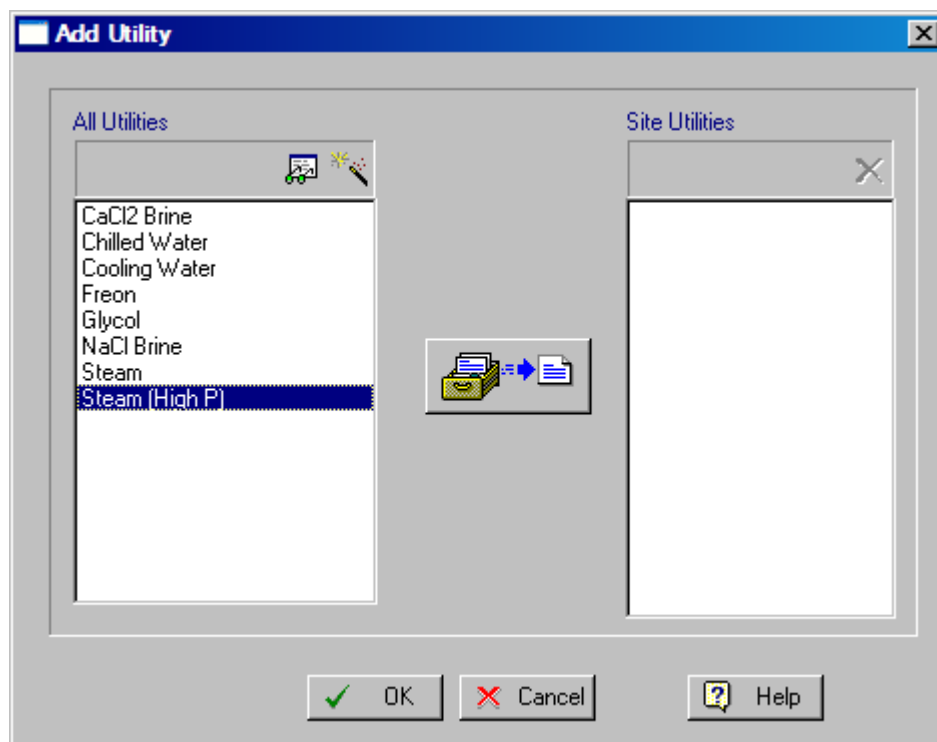 Add Utility
All Utilities
CaCl2 Brine
Chilled Water
Cooling Water
Freon
Glycol
NaCl Brine
Steam
Steam (High P)
Site Utilities
OK
Cancel
Help